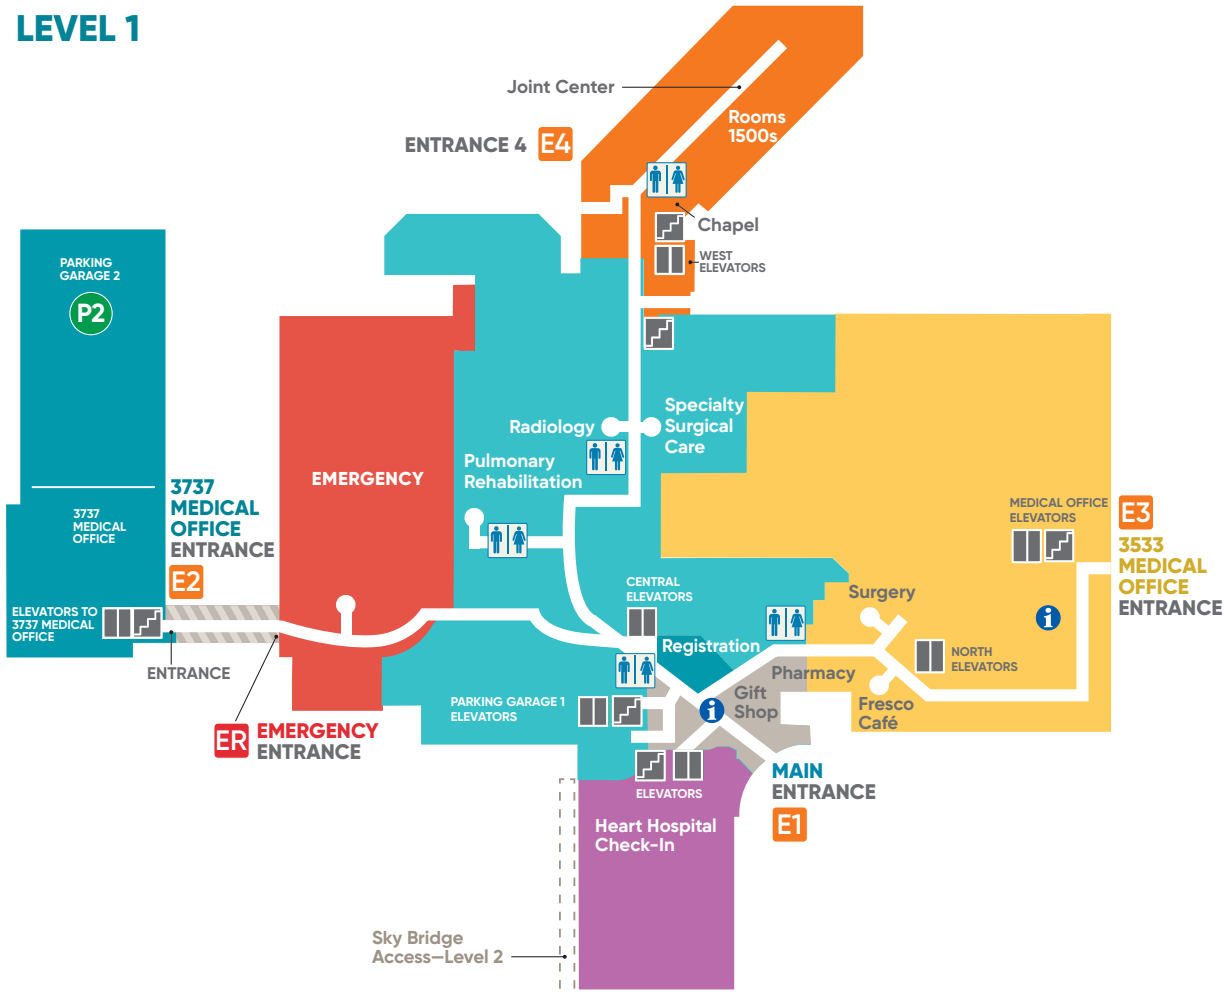 LEVEL 1
Joint Center
Rooms
1500s
ENTRANCE 4
E4
Chapel
WEST
ELEVATORS
PARKING
GARAGE 2
P2
Radiology
Specialty
Surgical
Care
Pulmonary
Rehabilitation
EMERGENCY
3737
MEDICAL
OFFICE
ENTRANCE
E2
3737
MEDICAL
OFFICE
MEDICAL OFFICE
ELEVATORS
E3
3533
MEDICAL
OFFICE
ENTRANCE
ELEVATORS TO
3737 MEDICAL
OFFICE
ENTRANCE
CENTRAL
ELEVATORS
Surgery
i
Registration
NORTH
ELEVATORS
Pharmacy
Gift
Shop
i
Fresco
Café
PARKING GARAGE 1
ELEVATORS
ER
EMERGENCY
ENTRANCE
MAIN
ENTRANCE
E1
ELEVATORS
Heart Hospital
Check-In
Sky Bridge
Access—Level 2